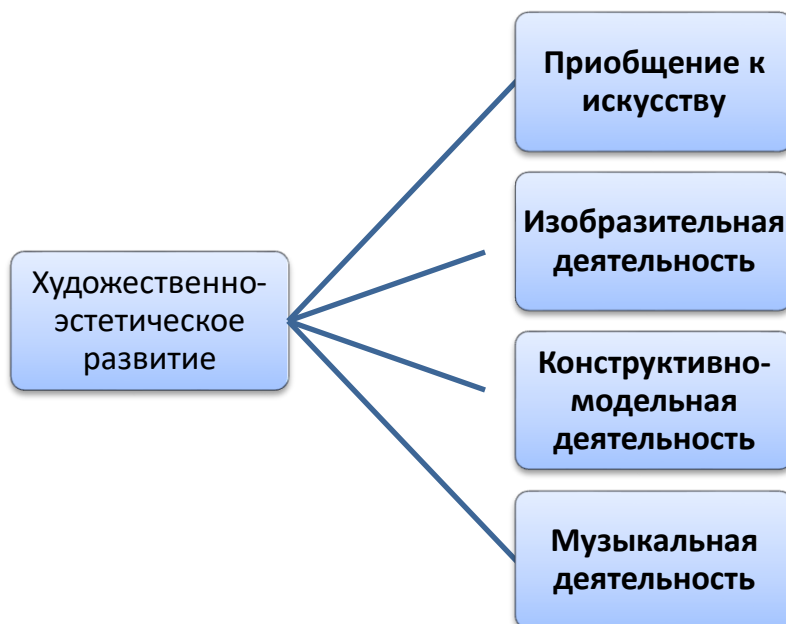 Приобщение к
искусству
Изобразительная
деятельность
Художественно-
эстетическое
развитие
Конструктивно-
модельная
деятельность
Музыкальная
деятельность